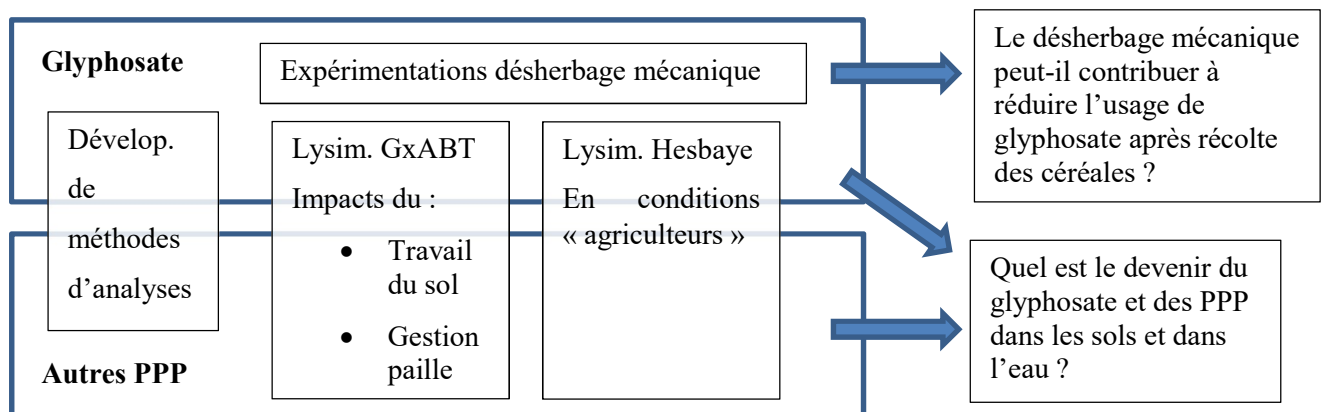 Glyphosate
Expérimentations désherbage mécanique
Dévelop.
de
méthodes
d’analyses
Lysim. GxABT
Impacts du :
• Travail
du sol
• Gestion
paille
Lysim. Hesbaye
En conditions
« agriculteurs »
Autres PPP
Le désherbage mécanique
peut-il contribuer à
réduire l’usage de
glyphosate après récolte
des céréales ?
Quel est le devenir du
glyphosate et des PPP
dans les sols et dans
l’eau ?